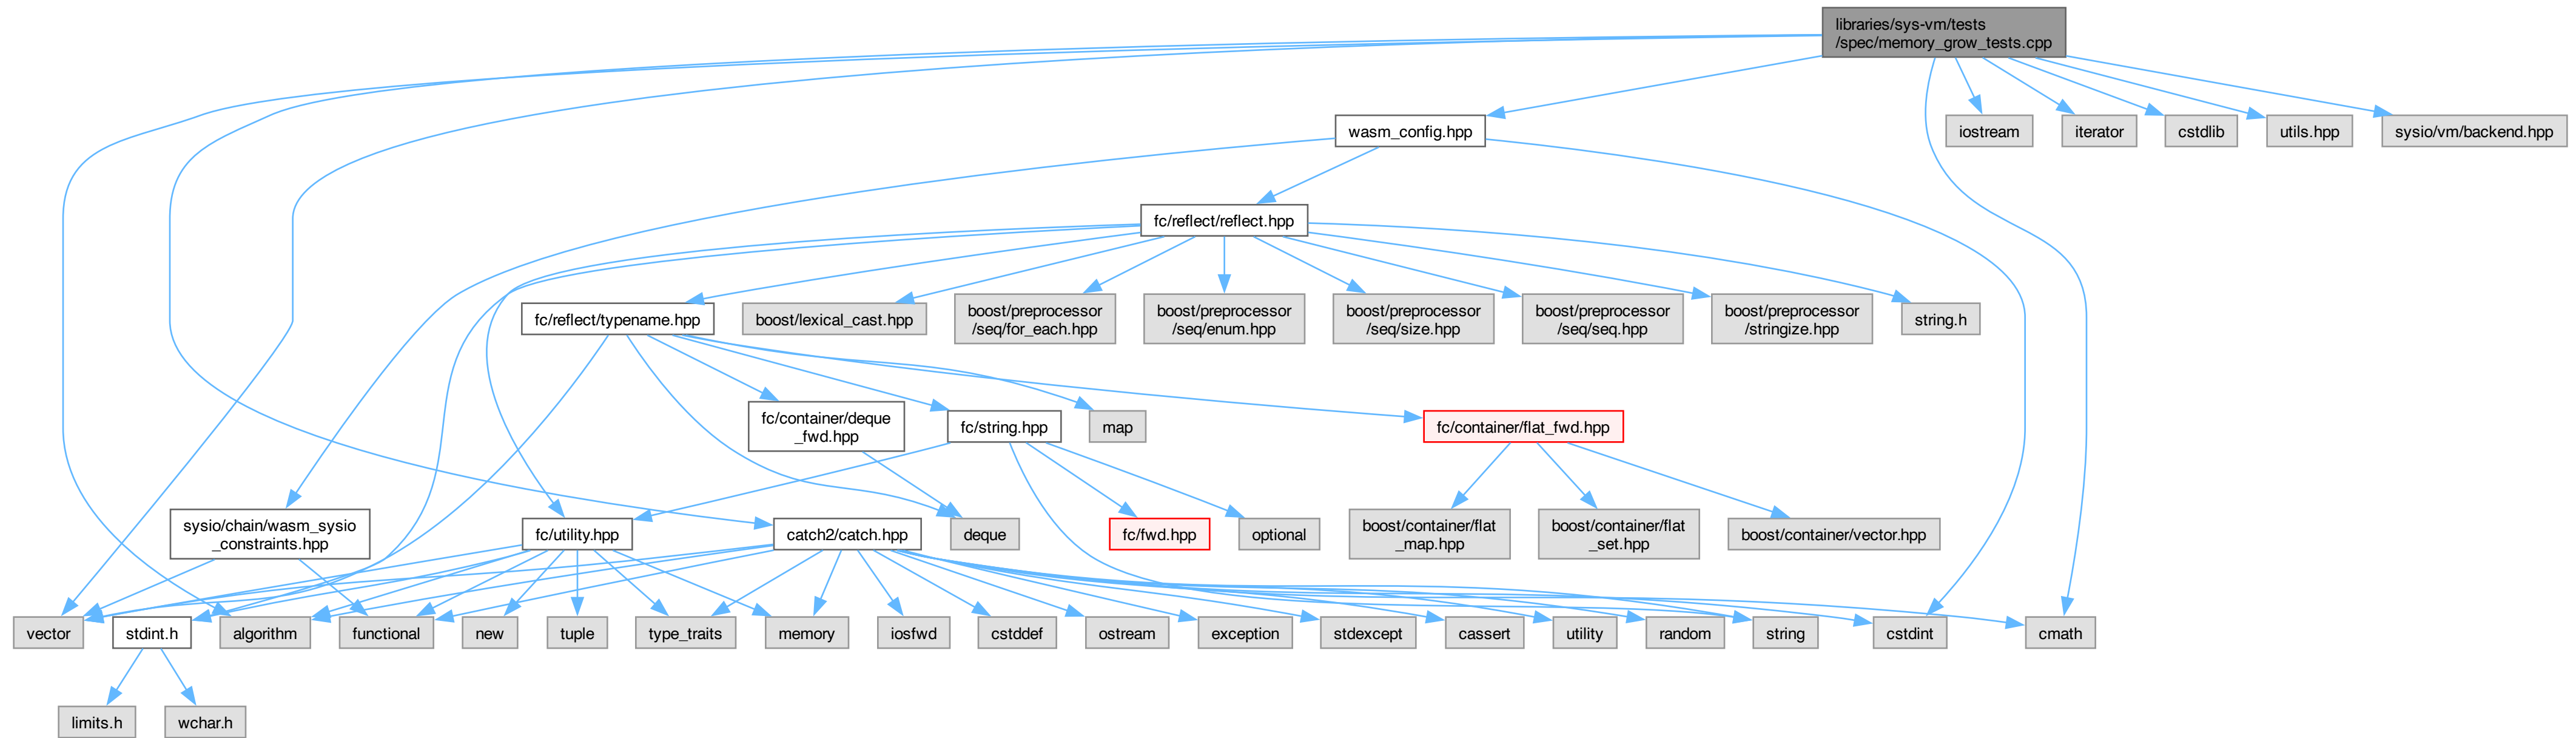 libraries/sys-vm/tests
/spec/memory_grow_tests.cpp
wasm_config.hpp
iostream
iterator
cstdlib
utils.hpp
sysio/vm/backend.hpp
fc/reflect/reflect.hpp
fc/reflect/typename.hpp
boost/lexical_cast.hpp
boost/preprocessor
/seq/for_each.hpp
boost/preprocessor
/seq/enum.hpp
boost/preprocessor
/seq/size.hpp
boost/preprocessor
/seq/seq.hpp
boost/preprocessor
/stringize.hpp
string.h
fc/container/deque
_fwd.hpp
fc/string.hpp
map
fc/container/flat_fwd.hpp
sysio/chain/wasm_sysio
_constraints.hpp
fc/utility.hpp
catch2/catch.hpp
deque
fc/fwd.hpp
optional
boost/container/flat
_map.hpp
boost/container/flat
_set.hpp
boost/container/vector.hpp
vector
stdint.h
algorithm
functional
new
tuple
type_traits
memory
iosfwd
cstddef
ostream
exception
stdexcept
cassert
utility
random
string
cstdint
cmath
limits.h
wchar.h